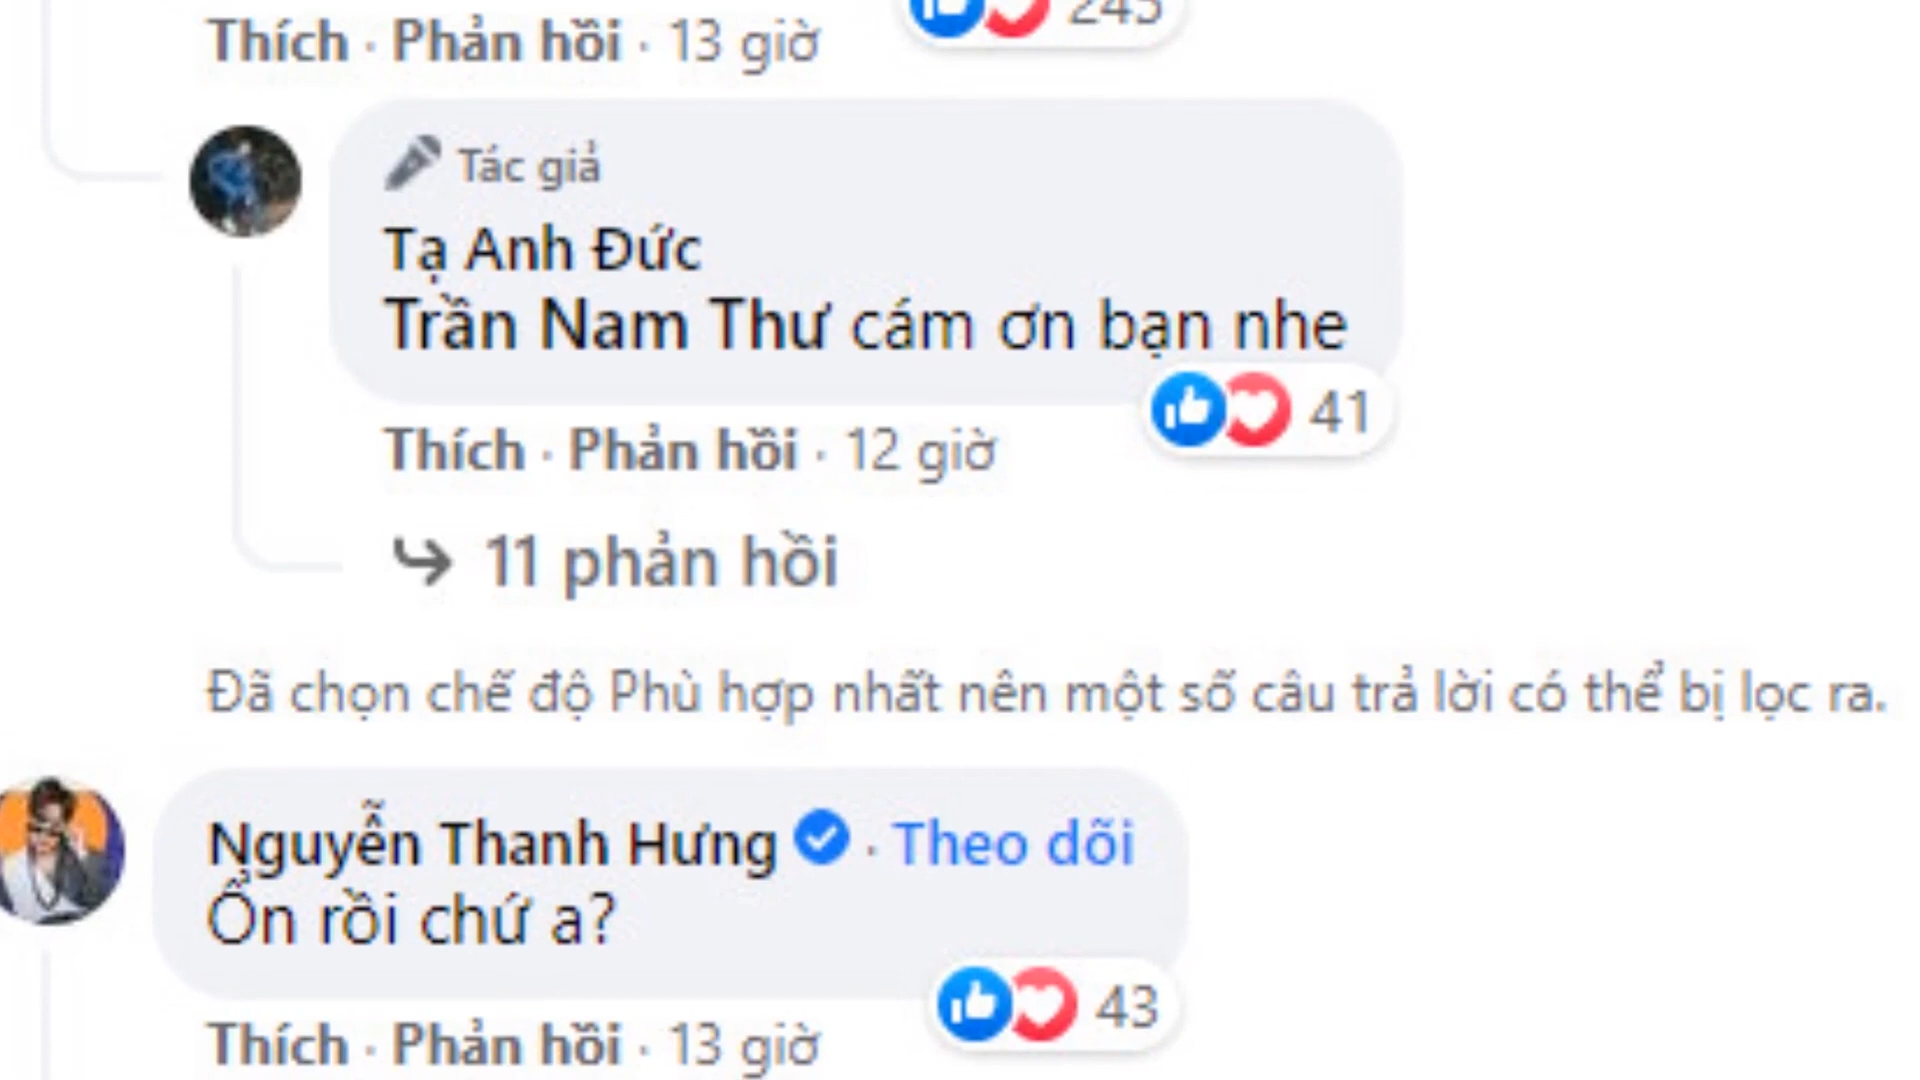 Thích · Phản hồi · 13 giờ
245
Tác giả
Tạ Anh Đức
Trần Nam Thư cám ơn bạn nhe
41
Thích · Phản hồi · 12 giờ
11 phản hồi
Đã chọn chế độ Phù hợp nhất nên một số câu trả lời có thể bị lọc ra.
Nguyễn Thanh Hưng · Theo dõi
Ổn rồi chứ a?
43
Thích · Phản hồi · 13 giờ